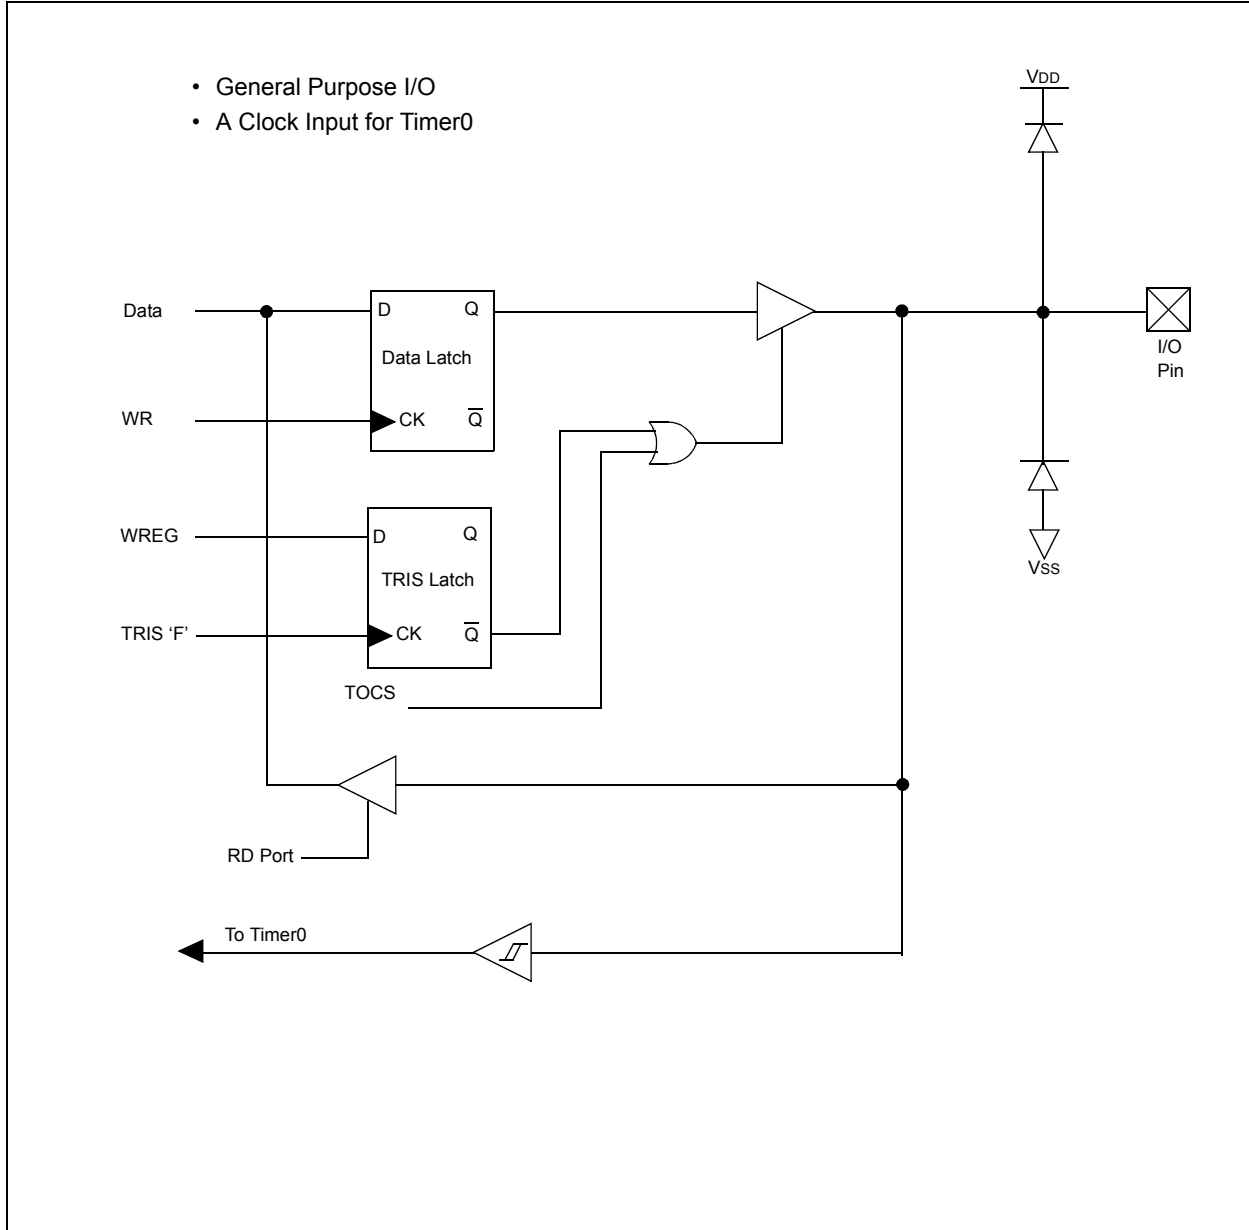 • General Purpose I/O
• A Clock Input for Timer0
VDD
Data
D
Q
Data Latch
WR
CK
Q̅
I/O
Pin
WREG
D
Q
TRIS Latch
TRIS ‘F’
CK
Q̅
VSS
TOCS
RD Port
To Timer0